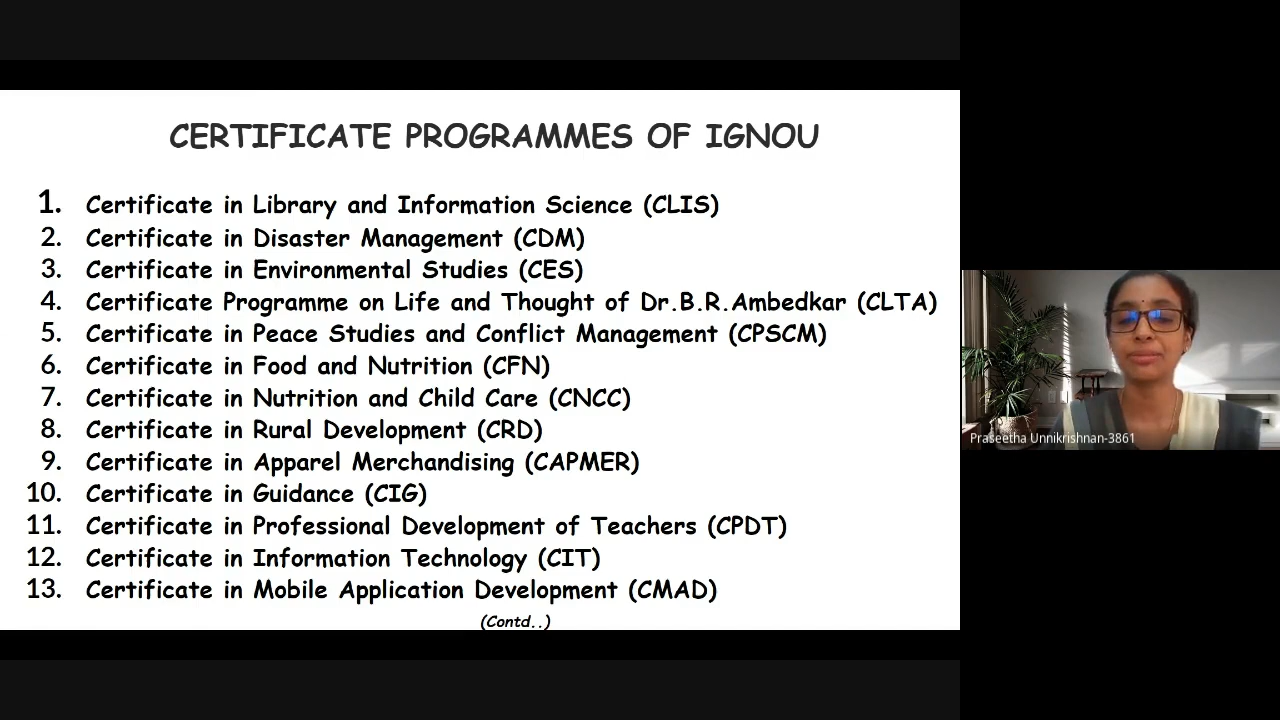 CERTIFICATE PROGRAMMES OF IGNOU
1. Certificate in Library and Information Science (CLIS)
2. Certificate in Disaster Management (CDM)
3. Certificate in Environmental Studies (CES)
4. Certificate Programme on Life and Thought of Dr.B.R.Ambedkar (CLTA)
5. Certificate in Peace Studies and Conflict Management (CPSCM)
6. Certificate in Food and Nutrition (CFN)
7. Certificate in Nutrition and Child Care (CNCC)
8. Certificate in Rural Development (CRD)
9. Certificate in Apparel Merchandising (CAPMER)
10. Certificate in Guidance (CIG)
11. Certificate in Professional Development of Teachers (CPDT)
12. Certificate in Information Technology (CIT)
13. Certificate in Mobile Application Development (CMAD)
(Contd..)
Praseetha Unnikrishnan-3861